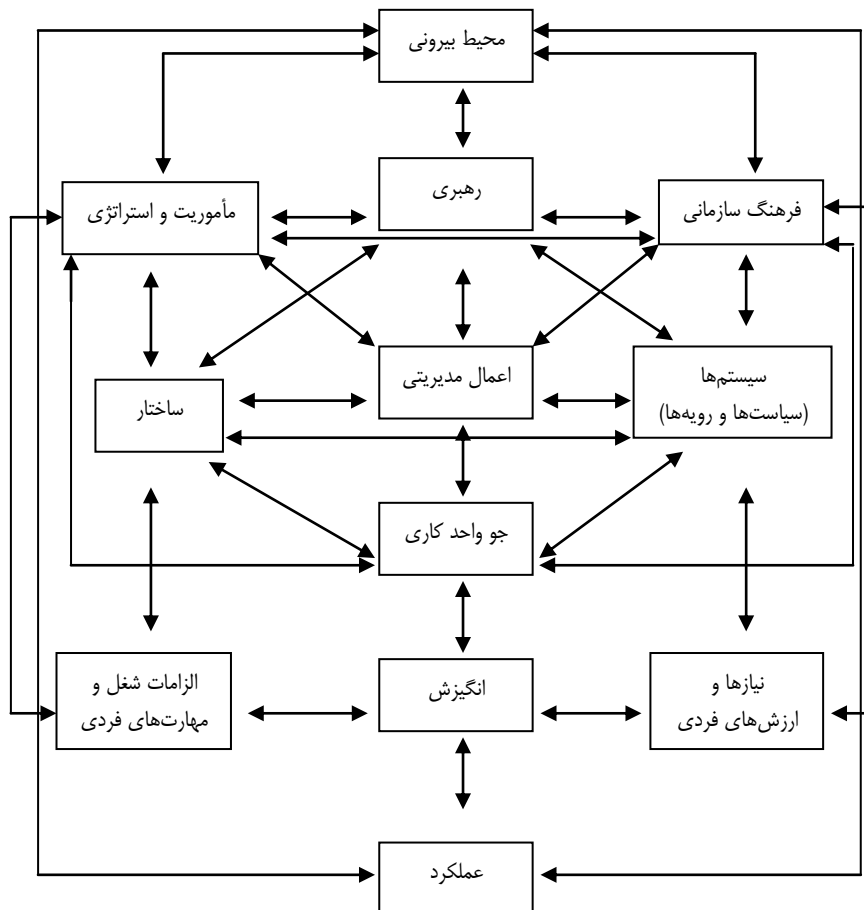 محیط بیرونی
رهبری
فرهنگ سازمانی
مأموریت و استراتژی
سیستم‌ها
(سیاست‌ها و رویه‌ها)
اعمال مدیریتی
ساختار
جو واحد کاری
نیازها و
ارزش‌های فردی
انگیزش
الزامات شغل و
مهارت‌های فردی
عملکرد